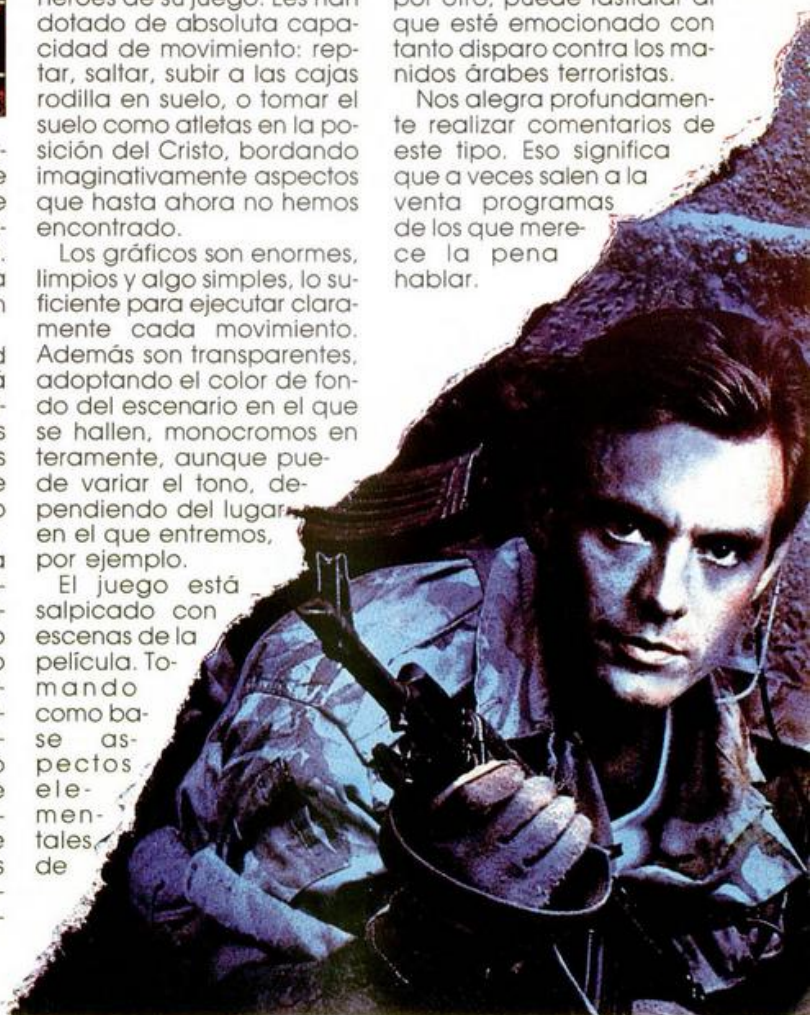 héroes de su juego. Les han
dotado de absoluta capa-
cidad de movimiento: rep-
tar, saltar, subir a las cajas
rodilla en suelo, o tomar el
suelo como atletas en la po-
sición del Cristo, bordando
imaginativamente aspectos
que hasta ahora no hemos
encontrado.
Los gráficos son enormes,
limpios y algo simples, lo su-
ficiente para ejecutar clara-
mente cada movimiento.
Además son transparentes,
adoptando el color de fon-
do del escenario en el que
se hallen, monocromos en
teramente, aunque pue-
de variar el tono, de-
pendiendo del lugar
en el que entremos,
por ejemplo.
El juego está
salpicado con
escenas de la
película. To-
mando
como ba-
se as-
pectos
ele-
men-
tales
de
por otro, puede fastidiar al
que esté emocionado con
tanto disparo contra los ma-
nidos árabes terroristas.
Nos alegra profundamen-
te realizar comentarios de
este tipo. Eso significa
que a veces salen a la
venta programas
de los que mere-
ce la pena
hablar.